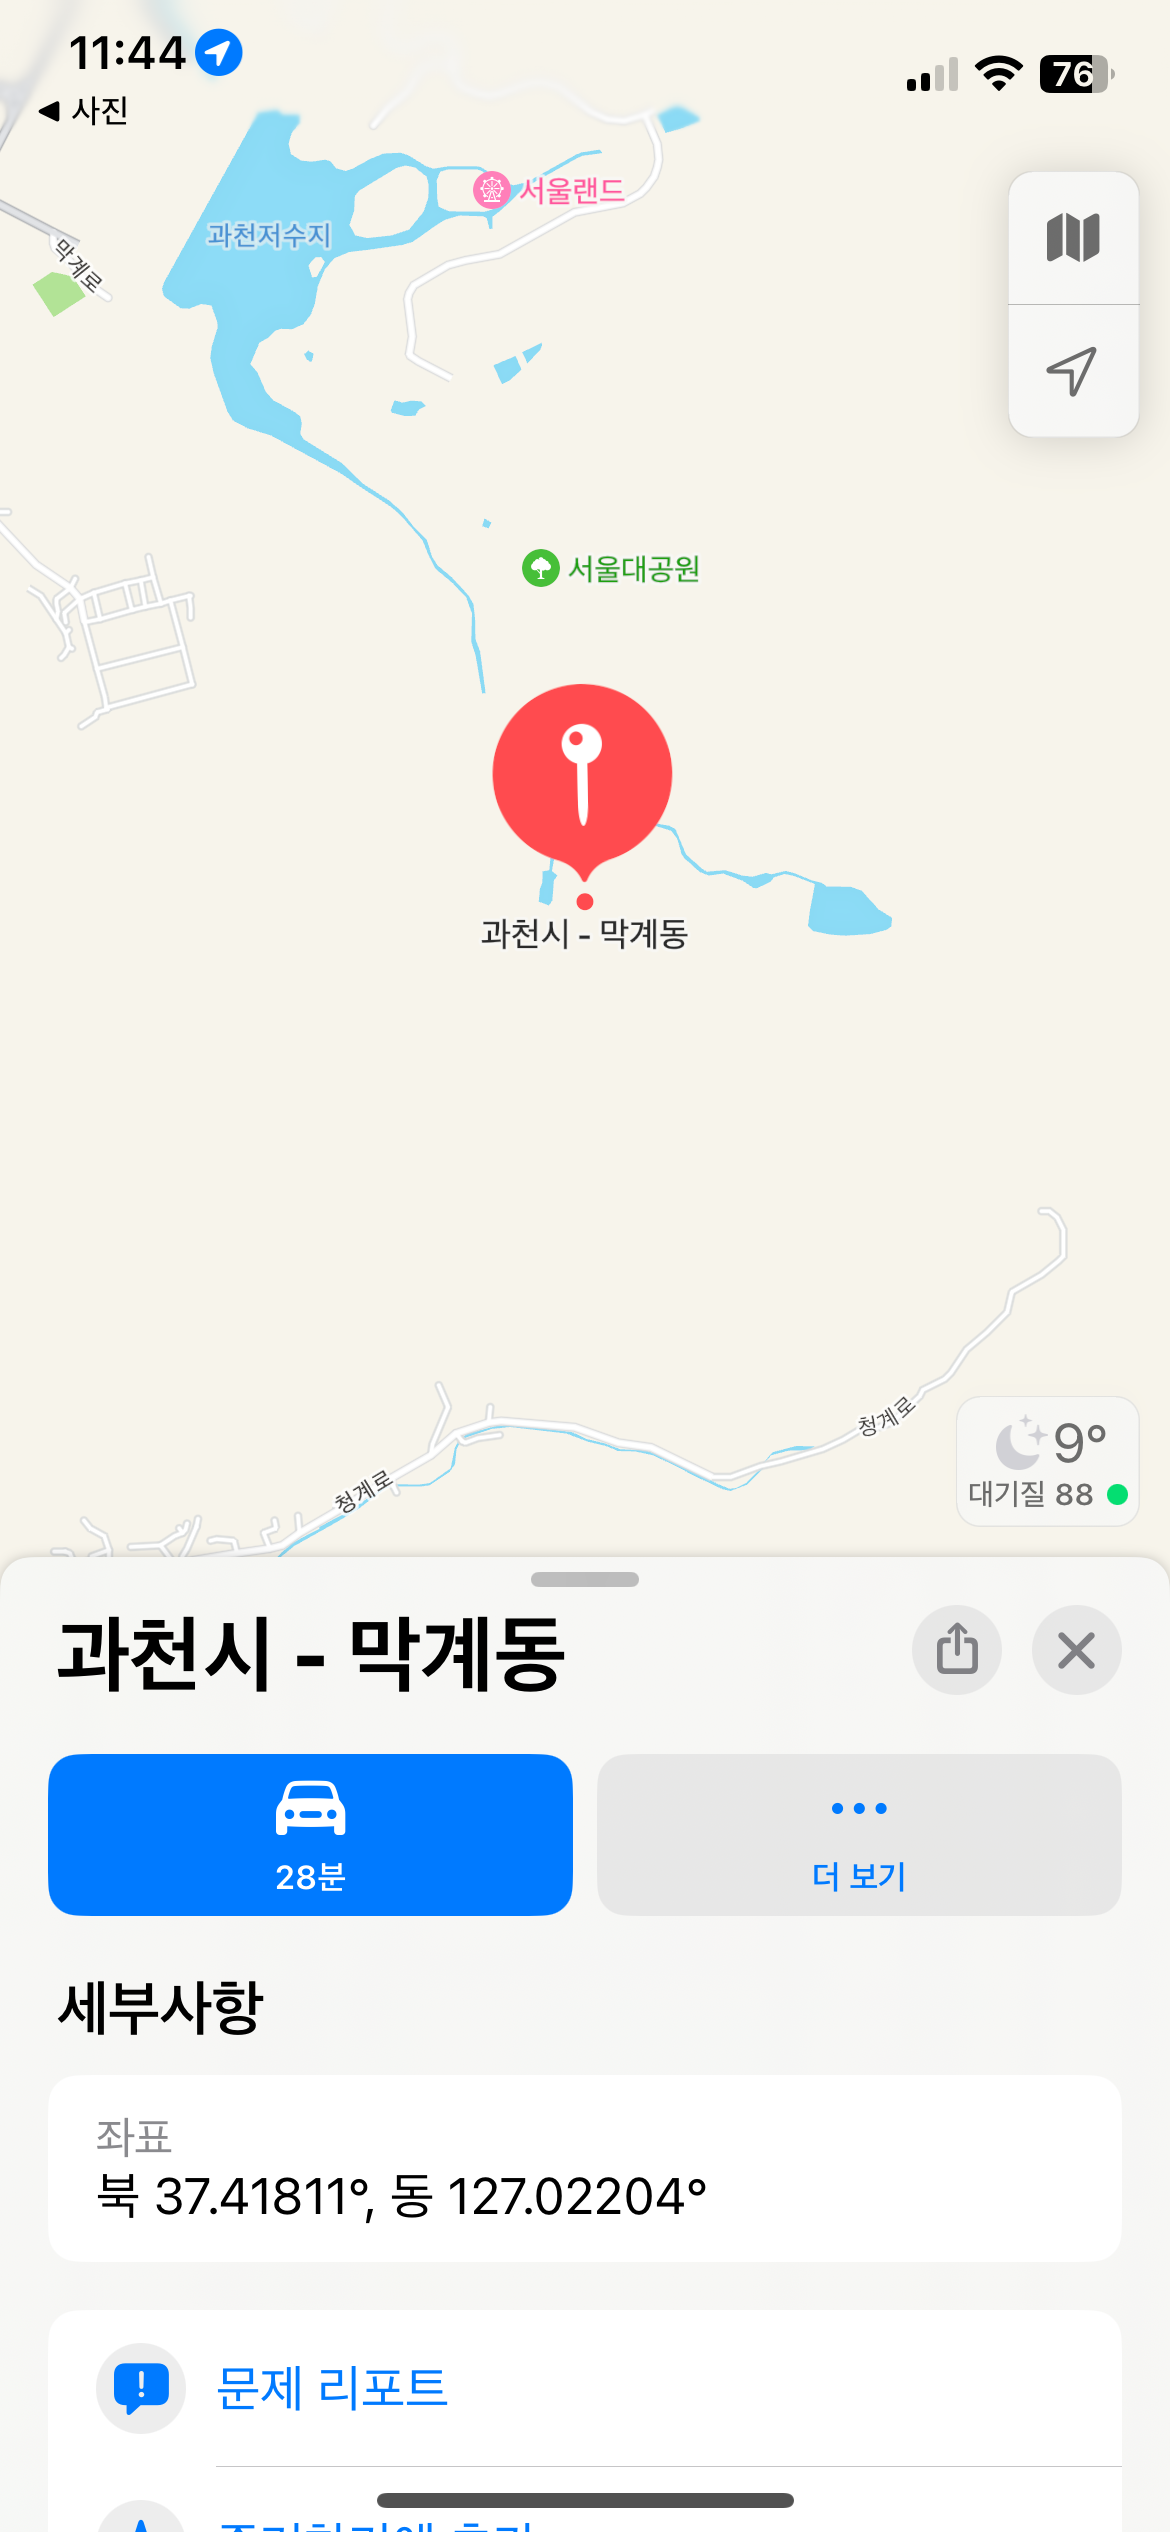 11:44
76
◀ 사진
서울랜드
과천저수지
막계로
서울대공원
과천시 - 막계동
청계로
청계로
9°
대기질 88
과천시 - 막계동
28분
더 보기
세부사항
좌표
북 37.41811°, 동 127.02204°
문제 리포트